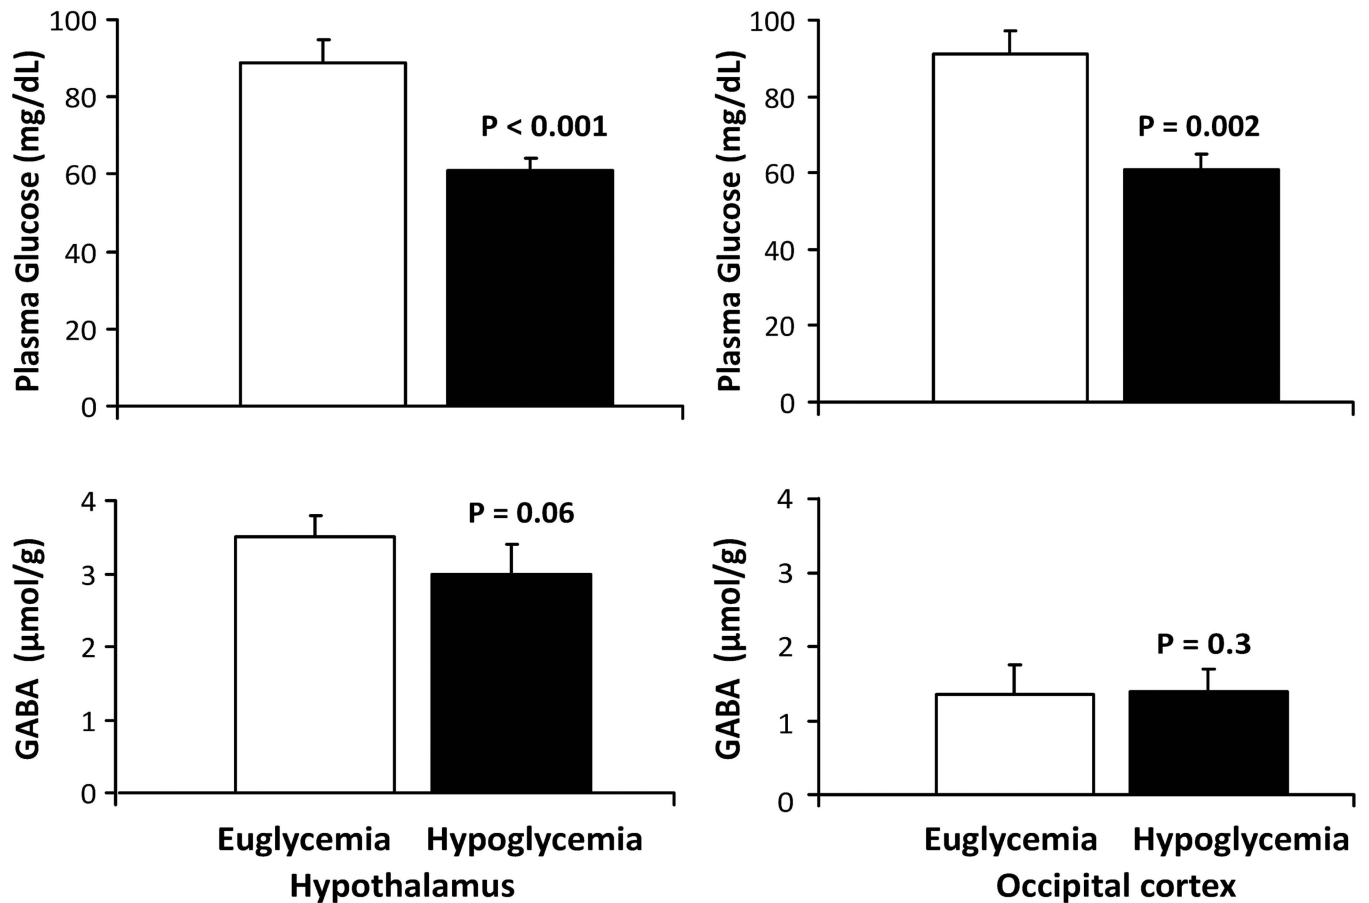 Plasma Glucose (mg/dL)
100
80
60
40
20
0
P < 0.001
Plasma Glucose (mg/dL)
100
80
60
40
20
0
P = 0.002
GABA (µmol/g)
4
3
2
1
0
P = 0.06
Euglycemia Hypoglycemia
Hypothalamus
GABA (µmol/g)
4
3
2
1
0
P = 0.3
Euglycemia Hypoglycemia
Occipital cortex